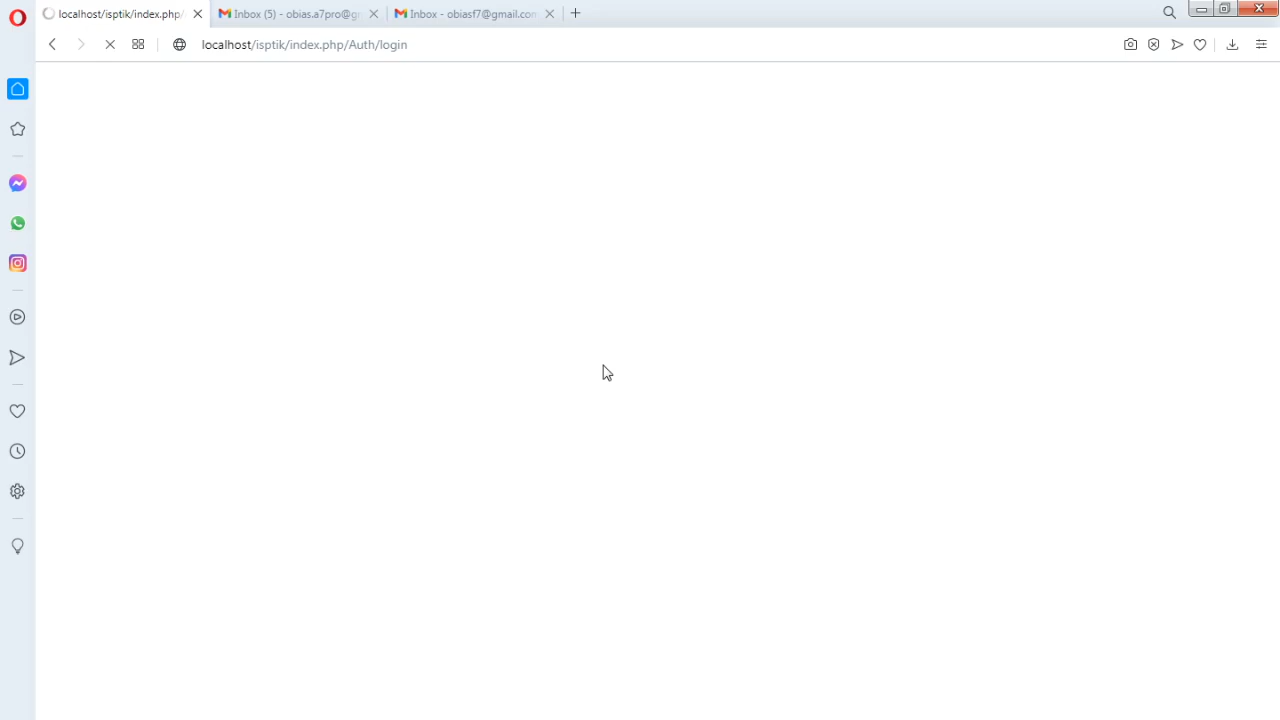 localhost/isptik/index.php/
Inbox (5) - obias.a7pro@g
Inbox - obiasf7@gmail.com
localhost/isptik/index.php/Auth/login